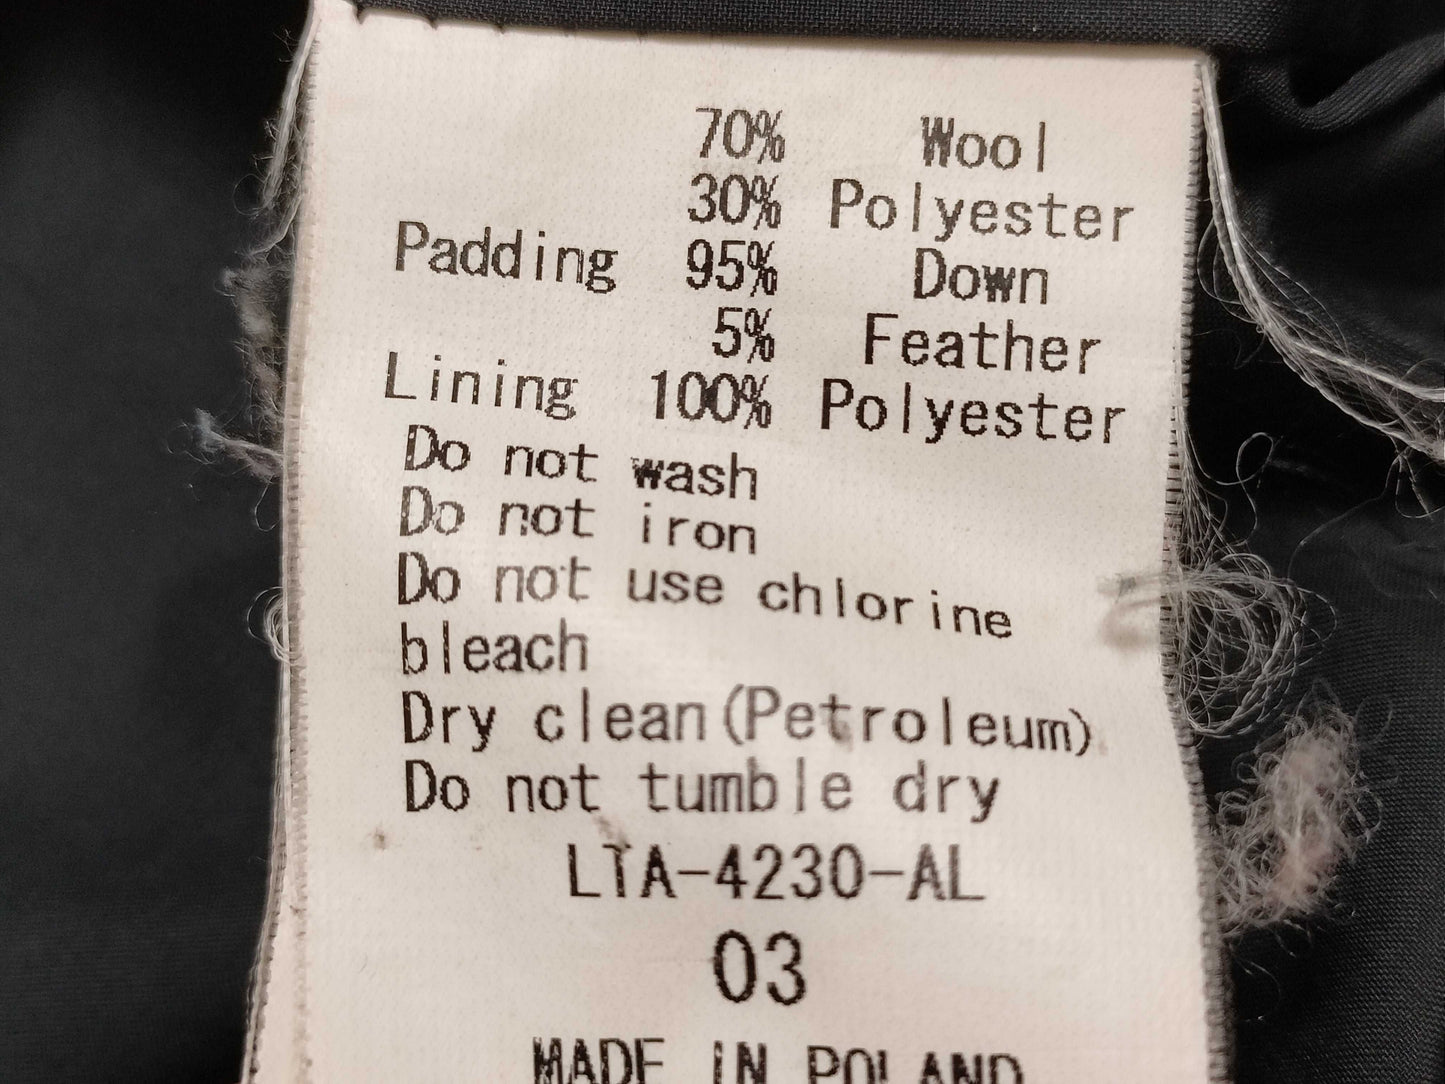 70% Wool
30% Polyester
Padding 95% Down
5% Feather
Lining 100% Polyester
Do not wash
Do not iron
Do not use chlorine
bleach
Dry clean(Petroleum)
Do not tumble dry
LTA-4230-AL
03
MADE IN POLAND